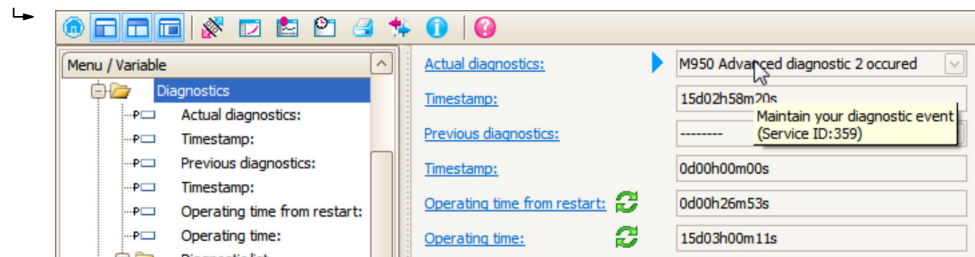 Menu / Variable
Diagnostics
Actual diagnostics:
Timestamp:
Previous diagnostics:
Timestamp:
Operating time from restart:
Operating time:
Actual diagnostics:
M950 Advanced diagnostic 2 occured
Timestamp:
15d02h58m20s
Maintain your diagnostic event
(Service ID:359)
Previous diagnostics:
--------
Timestamp:
0d00h00m00s
Operating time from restart:
0d00h26m53s
Operating time:
15d03h00m11s